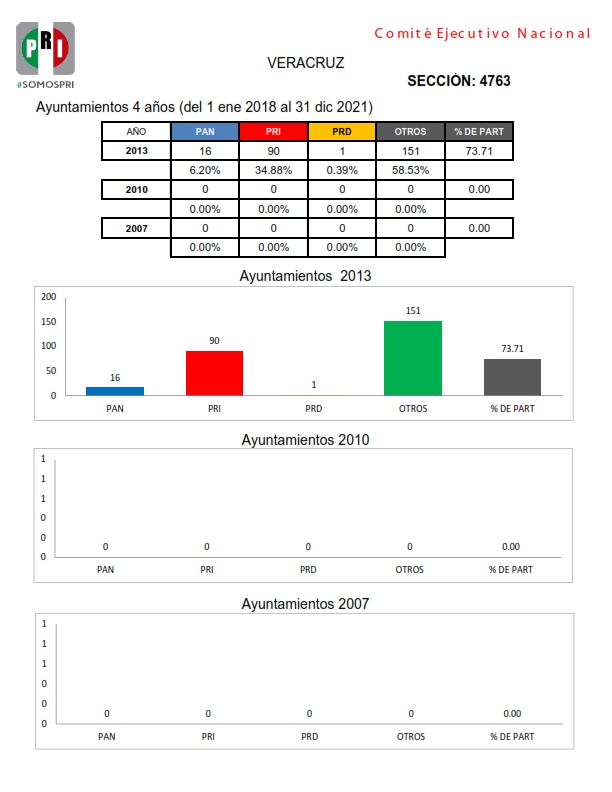 Comité Ejecutivo Nacional
PRI
#SOMOSPRI
VERACRUZ
SECCIÓN: 4763
Ayuntamientos 4 años (del 1 ene 2018 al 31 dic 2021)
AÑO PAN PRI PRD OTROS % DE PART
2013 16 90 1 151 73.71
6.20% 34.88% 0.39% 58.53%
2010 0 0 0 0 0.00
0.00% 0.00% 0.00% 0.00%
2007 0 0 0 0 0.00
0.00% 0.00% 0.00% 0.00%
Ayuntamientos 2013
200
150
100
50
0
16 90 1 151 73.71
PAN PRI PRD OTROS % DE PART
Ayuntamientos 2010
1
1
1
0
0
0
0 0 0 0 0.00
PAN PRI PRD OTROS % DE PART
Ayuntamientos 2007
1
1
1
0
0
0
0 0 0 0 0.00
PAN PRI PRD OTROS % DE PART